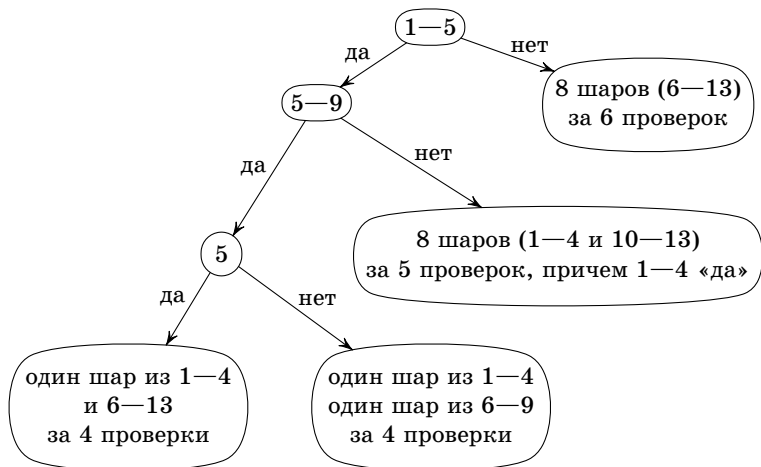 1—5
да
нет
5—9
8 шаров (6—13)
за 6 проверок
да
нет
5
8 шаров (1—4 и 10—13)
за 5 проверок, причем 1—4 «да»
да
нет
один шар из 1—4
и 6—13
за 4 проверки
один шар из 1—4
один шар из 6—9
за 4 проверки